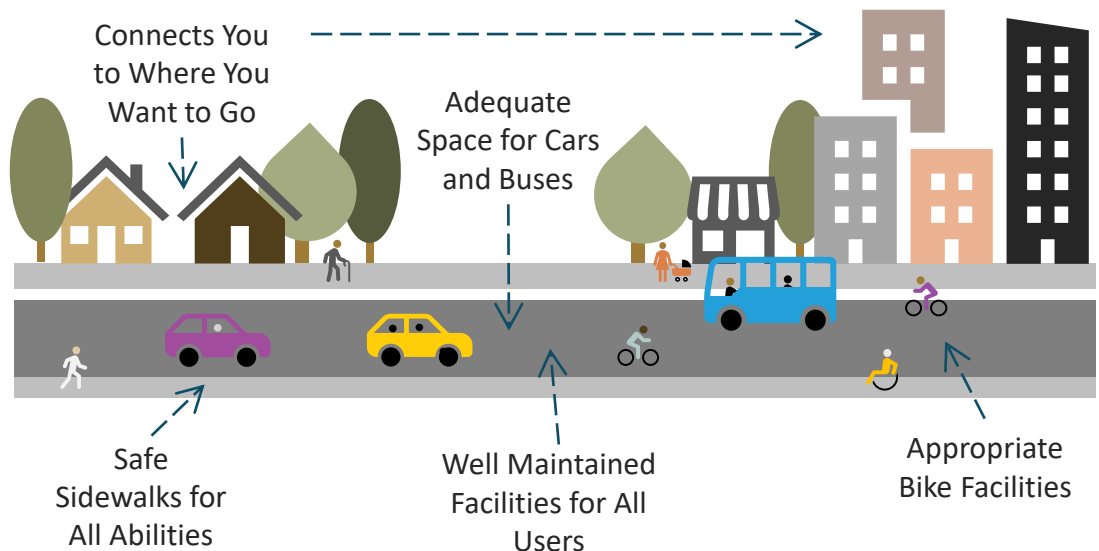 Connects You
to Where You
Want to Go
Adequate
Space for Cars
and Buses
Safe
Sidewalks for
All Abilities
Well Maintained
Facilities for All
Users
Appropriate
Bike Facilities